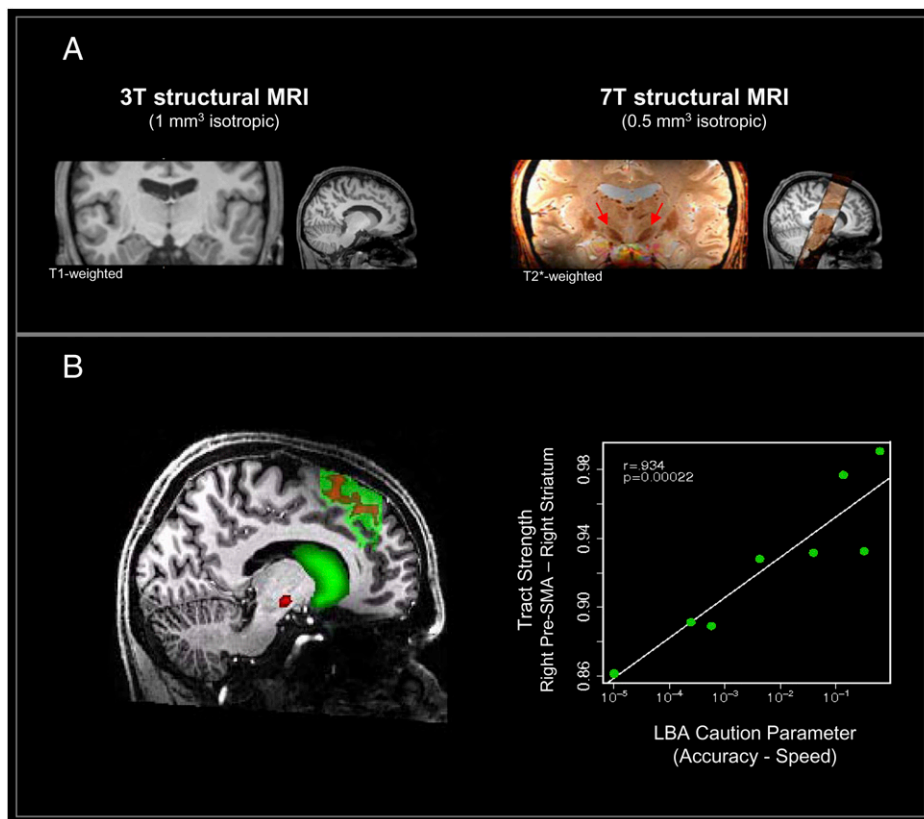 A
3T structural MRI
(1 mm³ isotropic)
7T structural MRI
(0.5 mm³ isotropic)
T1-weighted
T2*-weighted
B
r=.934
p=0.00022
Tract Strength
Right Pre-SMA – Right Striatum
0.98
0.94
0.90
0.86
10⁻⁵
10⁻⁴
10⁻³
10⁻²
10⁻¹
LBA Caution Parameter
(Accuracy - Speed)